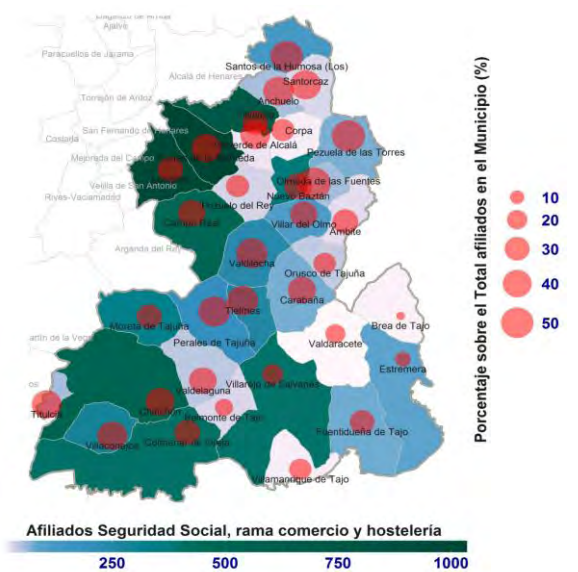 Ajalvir
Paracuellos de Jarama
Santos de la Humosa (Los)
Alcalá de Henares
Santorcaz
Anchuelo
Torrejón de Ardoz
San Fernando de Henares
Corpa
Coslada
Pezuela de las Torres
Mejorada del Campo
Velilla de San Antonio
Olmeda de las Fuentes
Rivas-Vaciamadrid
Nuevo Baztán
Pozuelo del Rey
Campo Real
Villar del Olmo
Ambite
Arganda del Rey
Valdilecha
Orusco de Tajuña
Tielmes
Carabaña
Morata de Tajuña
Brea de Tajo
Perales de Tajuña
Valdaracete
Estremera
Valdelaguna
Villarejo de Salvanés
Titulcia
Chinchón
Belmonte de Tajo
Villaconejos
Colmenar de Oreja
Fuentidueña de Tajo
Villamanrique de Tajo
Porcentaje sobre el Total afiliados en el Municipio (%)
10
20
30
40
50
Afiliados Seguridad Social, rama comercio y hostelería
250 500 750 1000